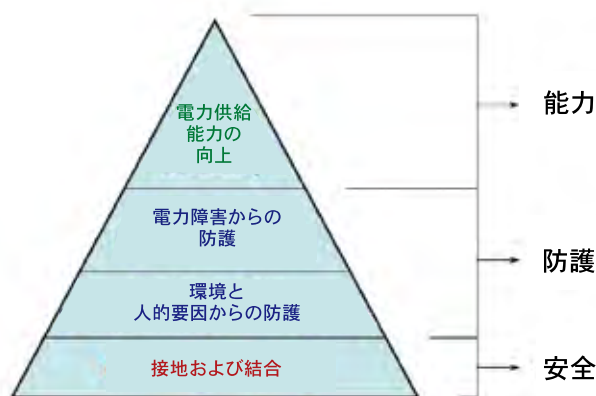 電力供給
能力の
向上
電力障害からの
防護
環境と
人的要因からの防護
接地および結合
能力
防護
安全